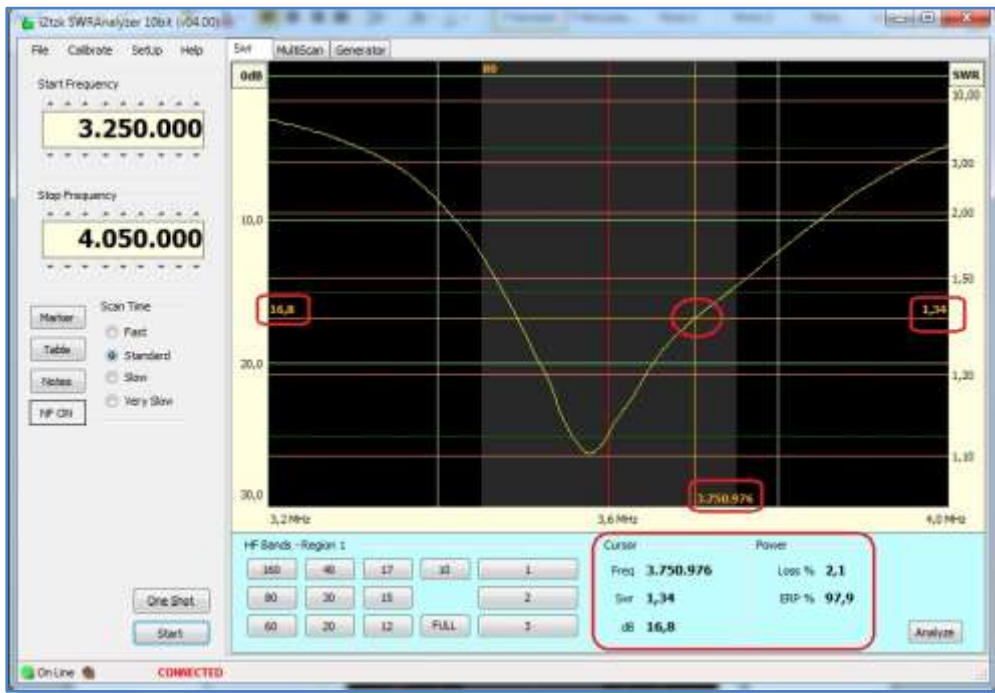 iZtok SWRAnalyzer 10bit (v04.00)
File Calibrate Setup Help
Swr MultiScan Generator
Start Frequency
3.250.000
Stop Frequency
4.050.000
Marker
Table
Notes
NF ON
Scan Time
Fast
Standard
Slow
Very Slow
One Shot
Start
0dB
80
SWR
10,00
3,00
10,0
2,00
1,50
16,8
1,34
20,0
1,20
1,10
30,0
3.750.976
3,2 MHz
3,6 MHz
4,0 MHz
HF Bands - Region 1
160 40 17 10 1
80 30 15 2
60 20 12 FULL 3
Cursor
Freq 3.750.976
Swr 1,34
dB 16,8
Power
Loss % 2,1
ERP % 97,9
Analyze
On Line
CONNECTED